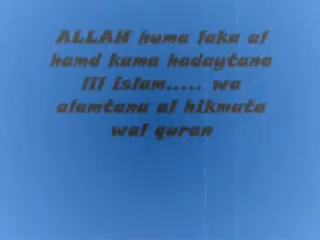 ALLAH huma laka al
hamd kama hadaytana
lil islam..... wa
alamtana al hikmata
wal quran